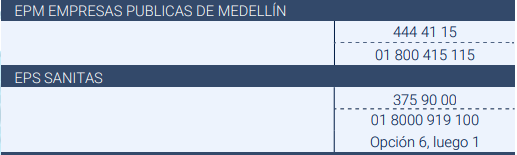 EPM EMPRESAS PUBLICAS DE MEDELLÍN
444 41 15
01 800 415 115
EPS SANITAS
375 90 00
01 8000 919 100
Opción 6, luego 1